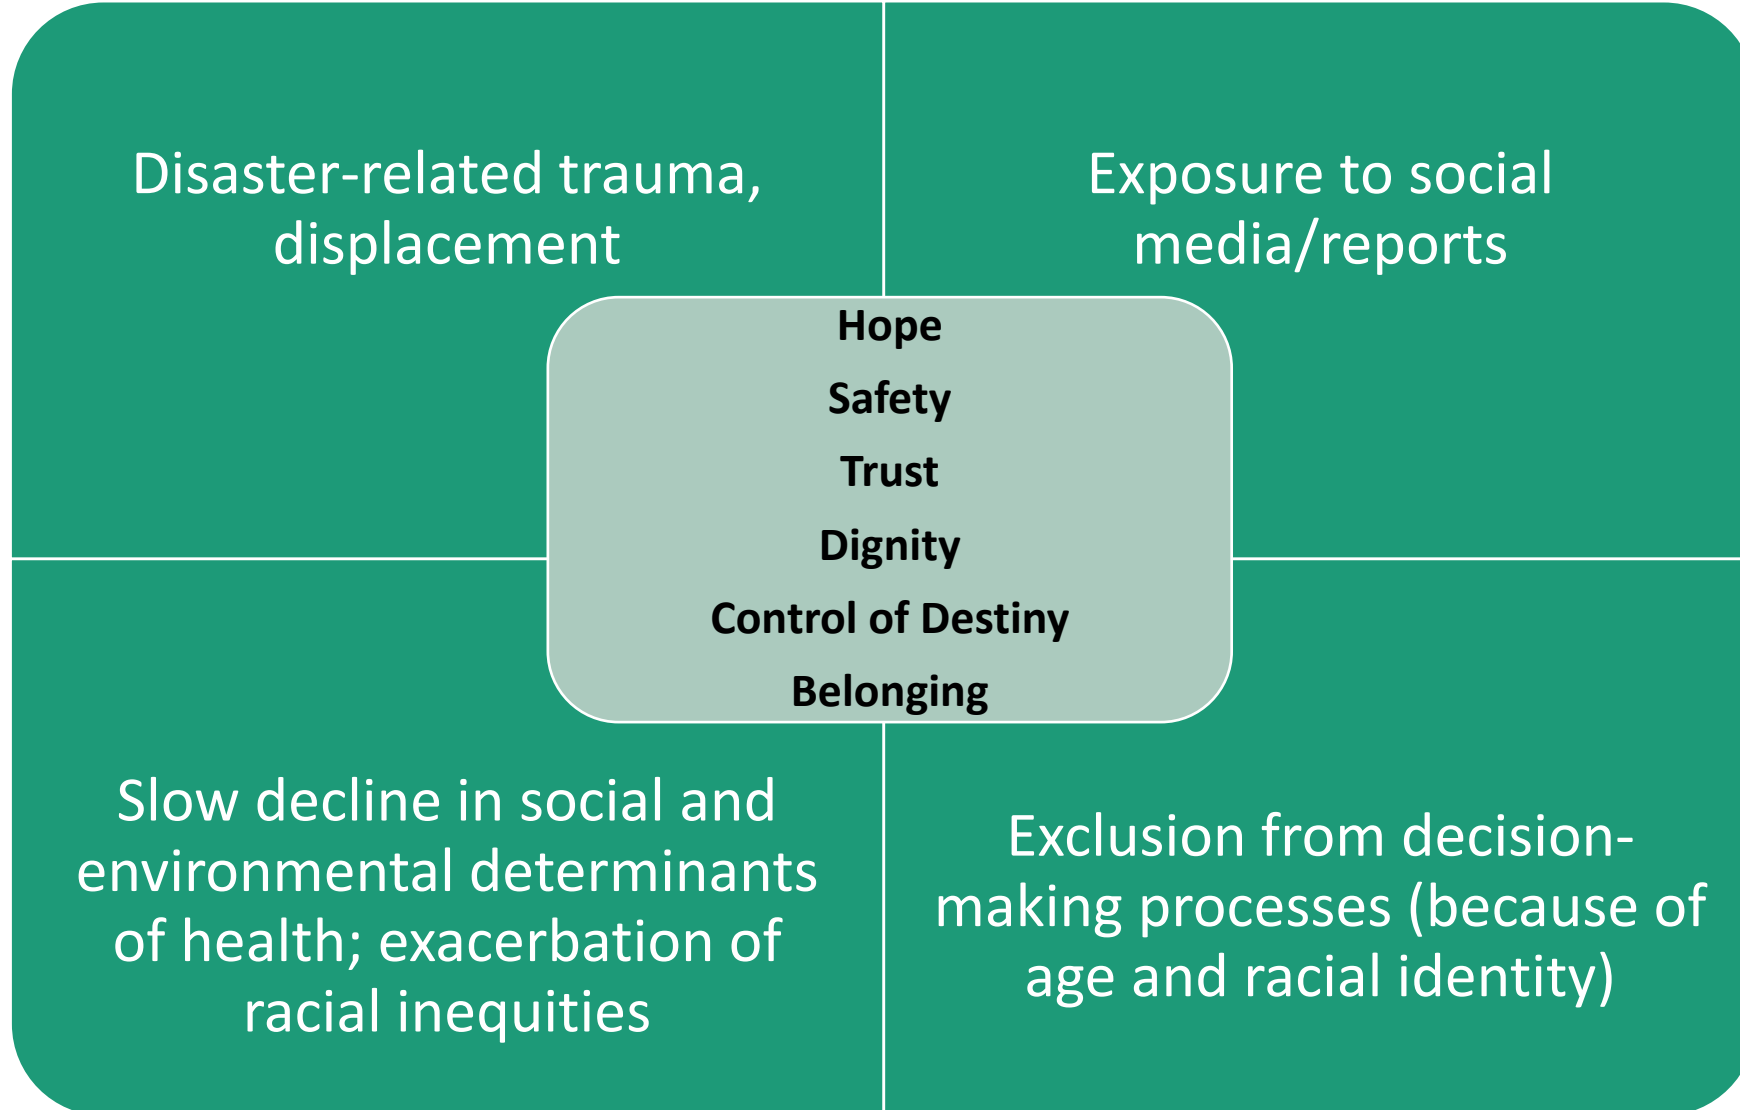 Disaster-related trauma,
displacement
Exposure to social
media/reports
Hope
Safety
Trust
Dignity
Control of Destiny
Belonging
Slow decline in social and
environmental determinants
of health; exacerbation of
racial inequities
Exclusion from decision-
making processes (because of
age and racial identity)